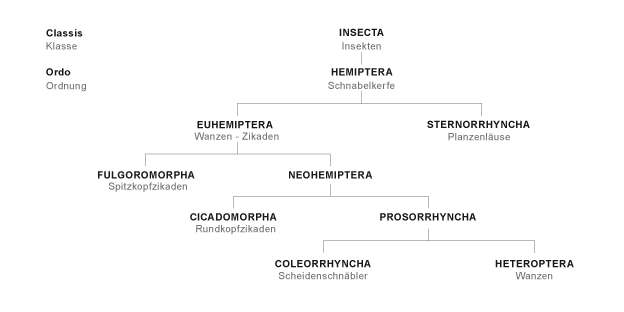 Classis
Klasse
INSECTA
Insekten
Ordo
Ordnung
HEMIPTERA
Schnabelkerfe
EUHEMIPTERA
Wanzen - Zikaden
STERNORRHYNCHA
Planzenläuse
FULGOROMORPHA
Spitzkopfzikaden
NEOHEMIPTERA
CICADOMORPHA
Rundkopfzikaden
PROSORRHYNCHA
COLEORRHYNCHA
Scheidenschnäbler
HETEROPTERA
Wanzen